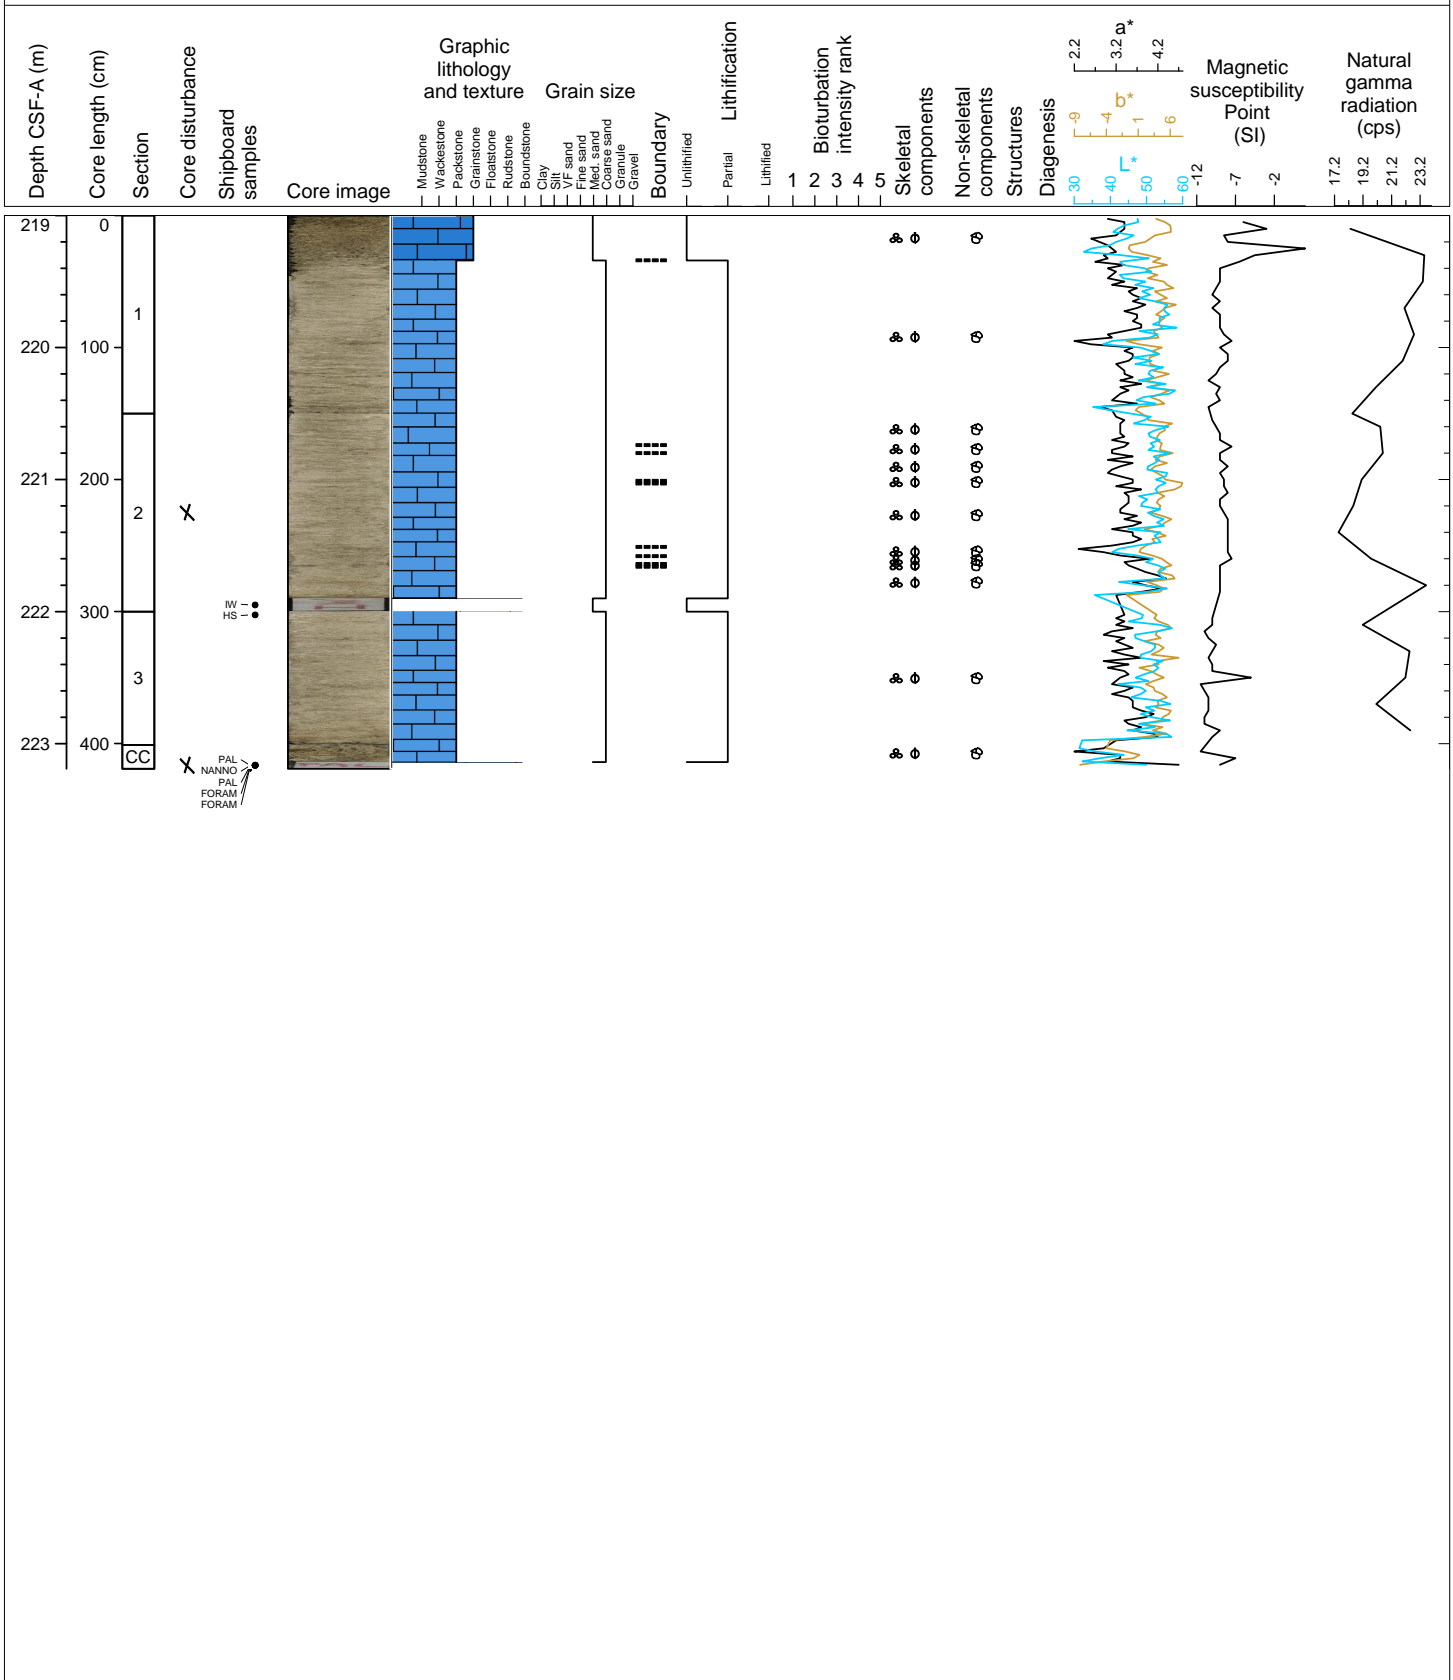 Depth CSF-A (m)
Core length (cm)
Section
Core disturbance
Shipboard
samples
Core image
Graphic
lithology
and texture
Mudstone
Wackestone
Packstone
Grainstone
Floatstone
Rudstone
Boundstone
Grain size
Clay
Silt
VF sand
Fine sand
Med. sand
Coarse sand
Granule
Gravel
Boundary
Lithification
Unlithified
Partial
Lithified
Bioturbation
intensity rank
1 2 3 4 5
Skeletal
components
Non-skeletal
components
Structures
Diagenesis
a*
2.2 3.2 4.2
b*
-9 -4 1 6
L*
30 40 50 60
Magnetic
susceptibility
Point
(SI)
-12 -7 -2
Natural
gamma
radiation
(cps)
17.2 19.2 21.2 23.2
219 0
1
220 100
221 200
2
IW
222 300
HS
3
223 400
CC
PAL
NANNO
PAL
FORAM
FORAM